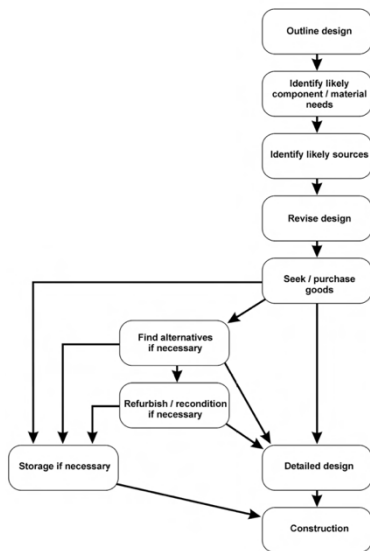 Outline design
Identify likely
component / material
needs
Identify likely sources
Revise design
Seek / purchase
goods
Find alternatives
if necessary
Refurbish / recondition
if necessary
Storage if necessary
Detailed design
Construction